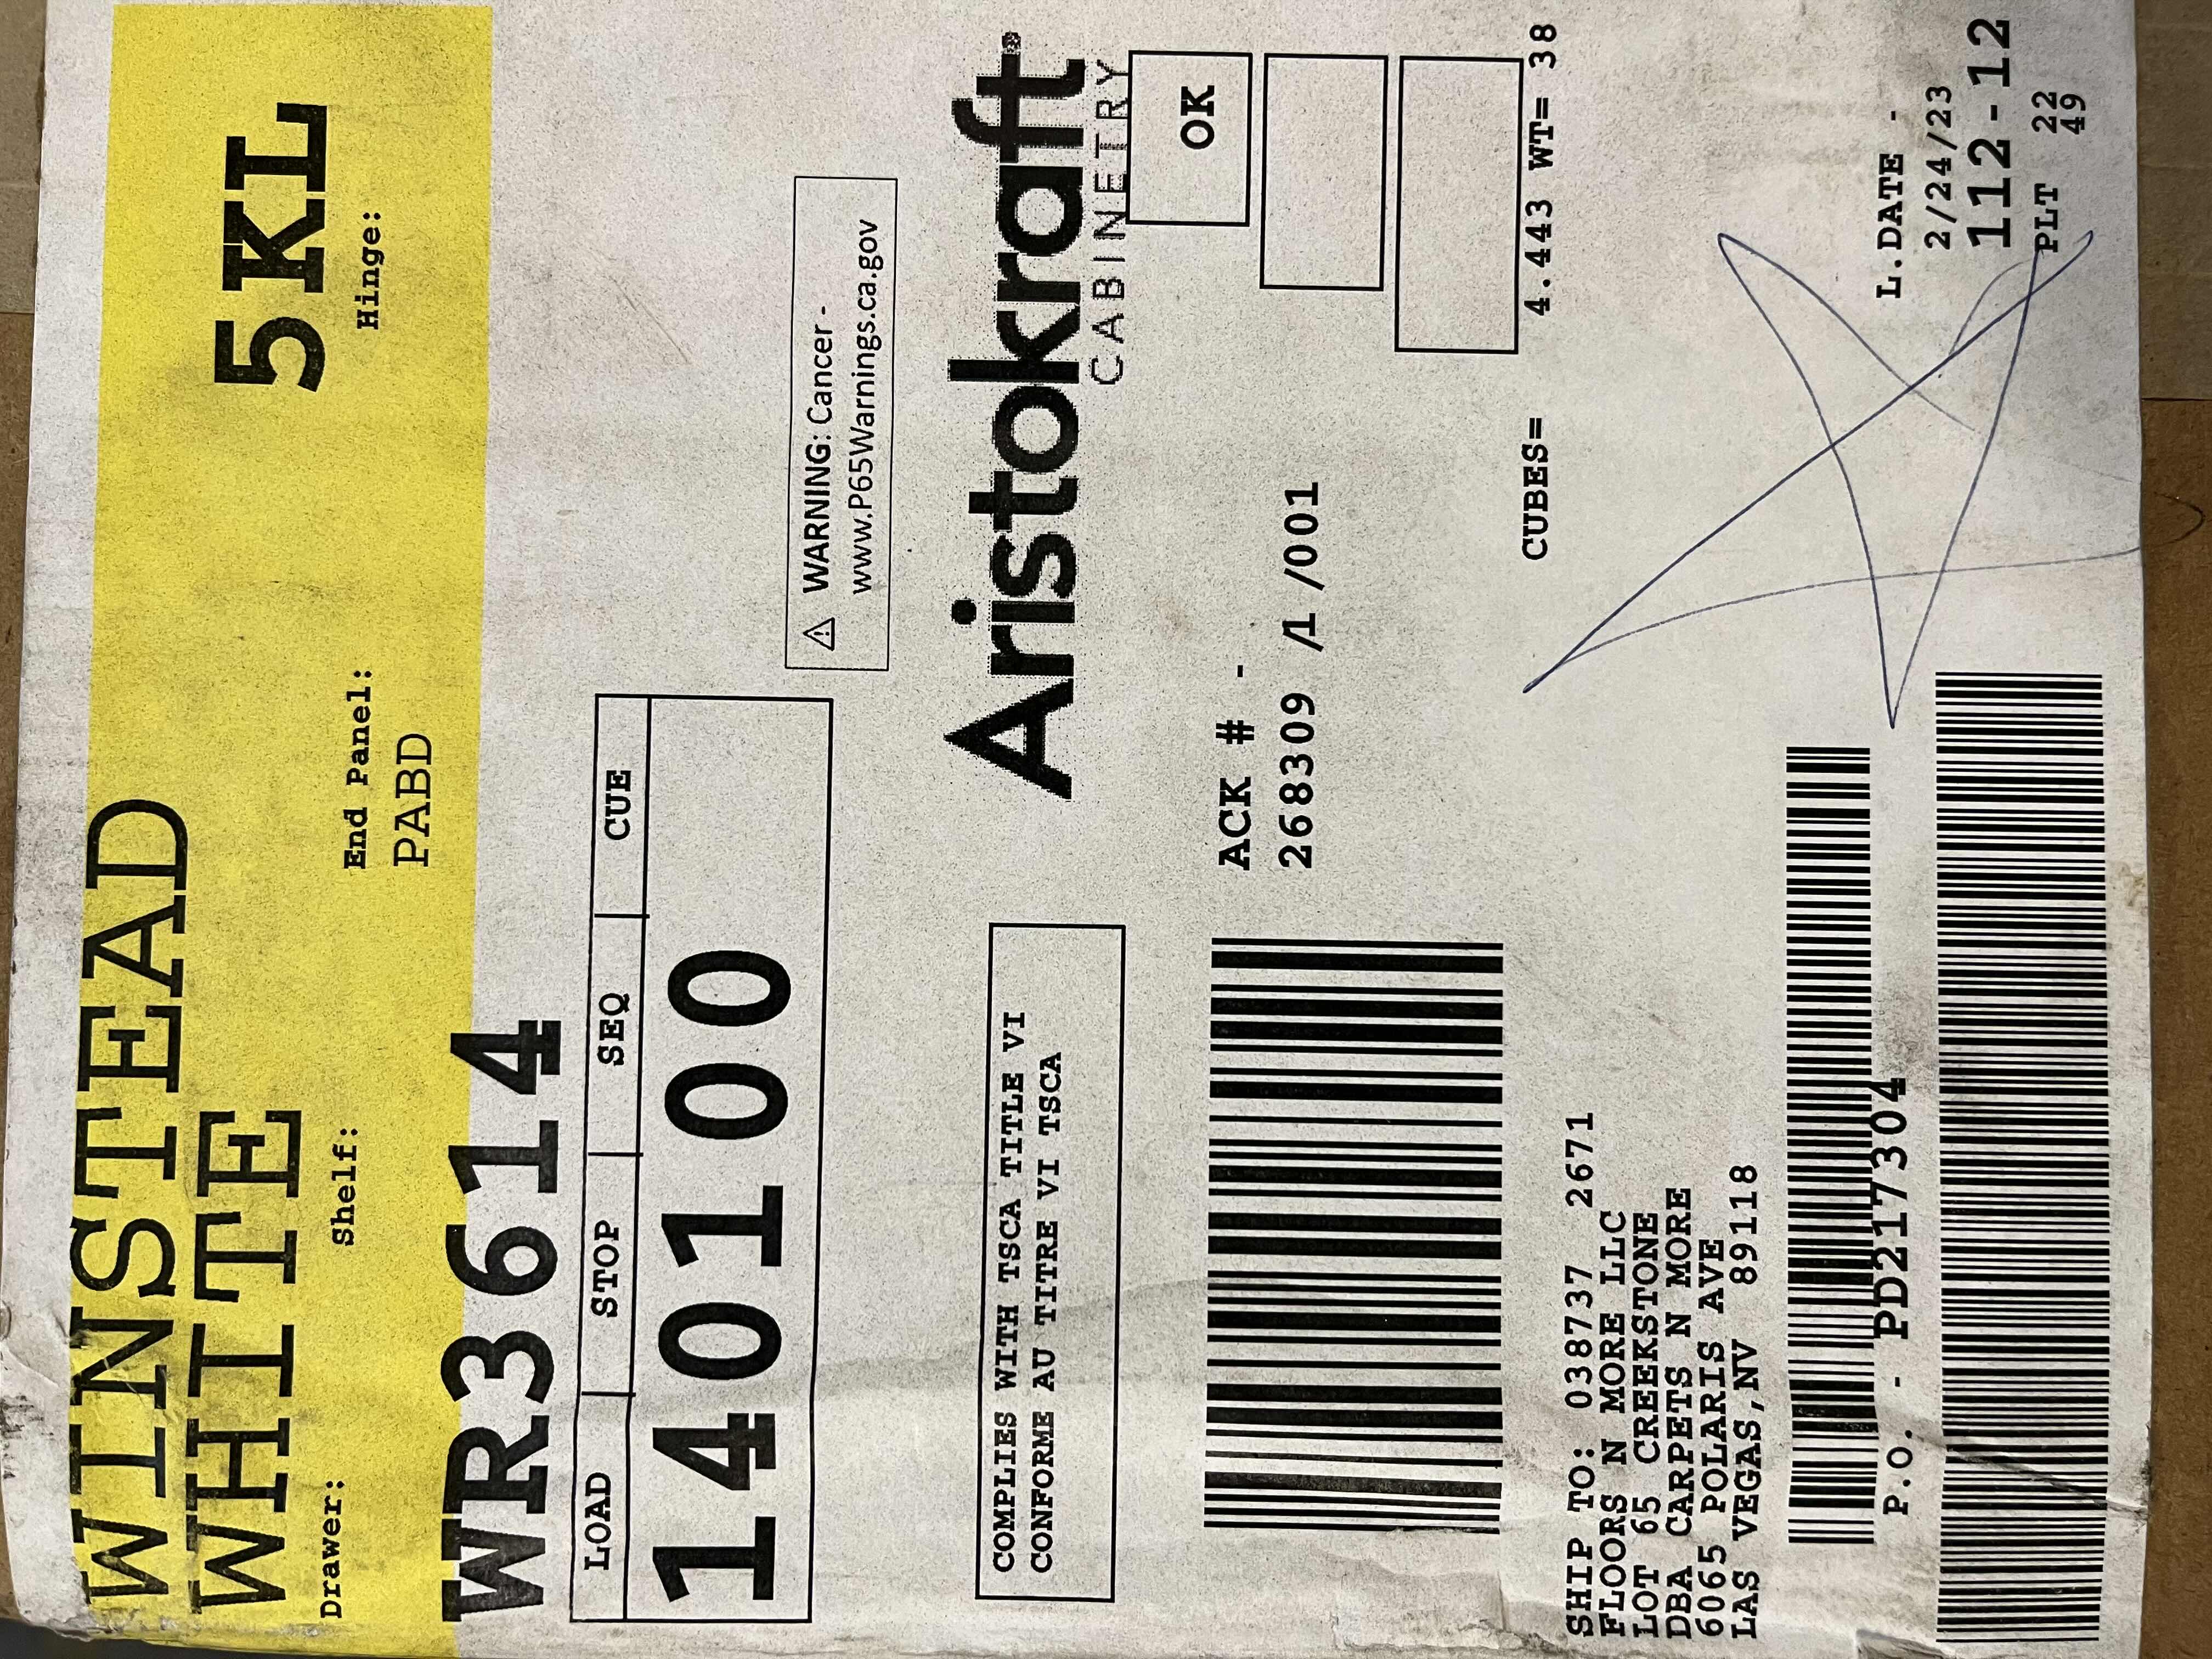 WINSTEAD
WHITE
5KL
Drawer: Shelf: End Panel: Hinge:
PABD
WR3614
LOAD STOP SEQ CUE
140100
⚠ WARNING: Cancer -
www.P65Warnings.ca.gov
COMPLIES WITH TSCA TITLE VI
CONFORME AU TITRE VI TSCA
Aristokraft®
CABINETRY
OK
ACK # -
268309 /1 /001
CUBES= 4.443 WT= 38
SHIP TO: 038737 2671
FLOORS N MORE LLC
LOT 65 CREEKSTONE
DBA CARPETS N MORE
6065 POLARIS AVE
LAS VEGAS,NV 89118
L.DATE -
2/24/23
112-12
PLT 22
49
P.O. - PD217304